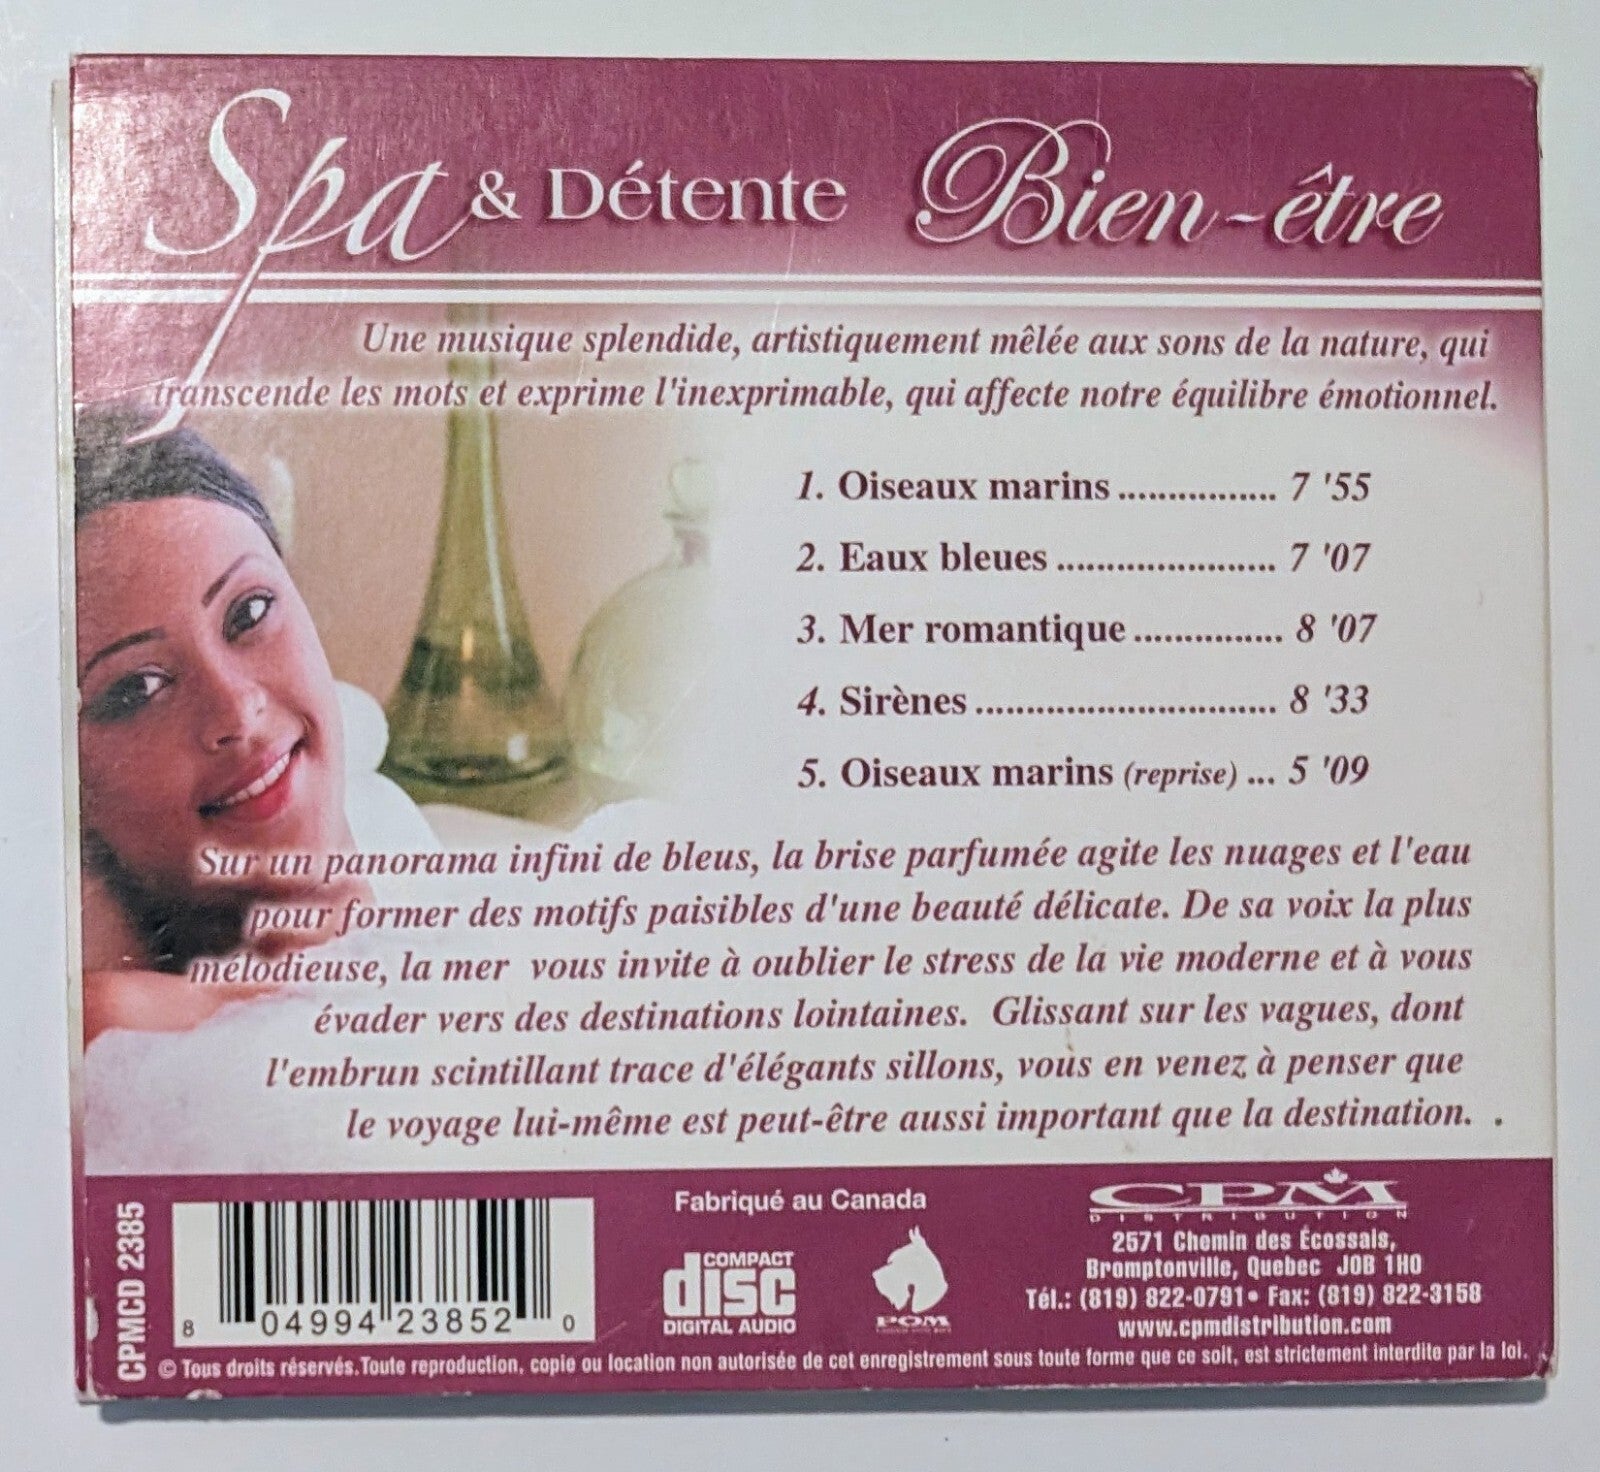 Spa & Détente Bien-être
Une musique splendide, artistiquement mêlée aux sons de la nature, qui
transcende les mots et exprime l'inexprimable, qui affecte notre équilibre émotionnel.
1. Oiseaux marins ................ 7 '55
2. Eaux bleues ...................... 7 '07
3. Mer romantique ............... 8 '07
4. Sirènes .............................. 8 '33
5. Oiseaux marins (reprise) ... 5 '09
Sur un panorama infini de bleus, la brise parfumée agite les nuages et l'eau
pour former des motifs paisibles d'une beauté délicate. De sa voix la plus
mélodieuse, la mer vous invite à oublier le stress de la vie moderne et à vous
évader vers des destinations lointaines. Glissant sur les vagues, dont
l'embrun scintillant trace d'élégants sillons, vous en venez à penser que
le voyage lui-même est peut-être aussi important que la destination. .
CPMCD 2385
8 04994 23852 0
Fabriqué au Canada
COMPACT
disc
DIGITAL AUDIO
POM
CPM
DISTRIBUTION
2571 Chemin des Écossais,
Bromptonville, Quebec J0B 1H0
Tél.: (819) 822-0791 • Fax: (819) 822-3158
www.cpmdistribution.com
© Tous droits réservés. Toute reproduction, copie ou location non autorisée de cet enregistrement sous toute forme que ce soit, est strictement interdite par la loi.